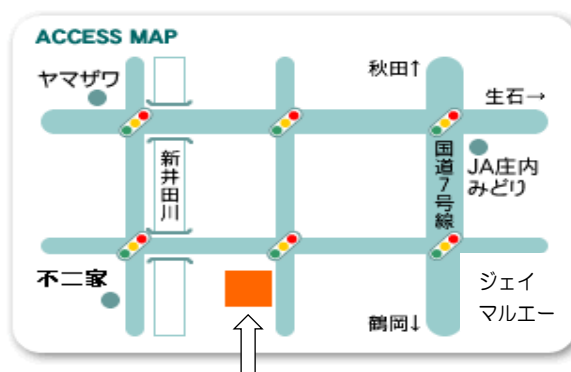 ACCESS MAP
ヤマザワ
秋田↑
生石→
新井田川
国道7号線
JA庄内
みどり
不二家
ジェイ
マルエー
鶴岡↓